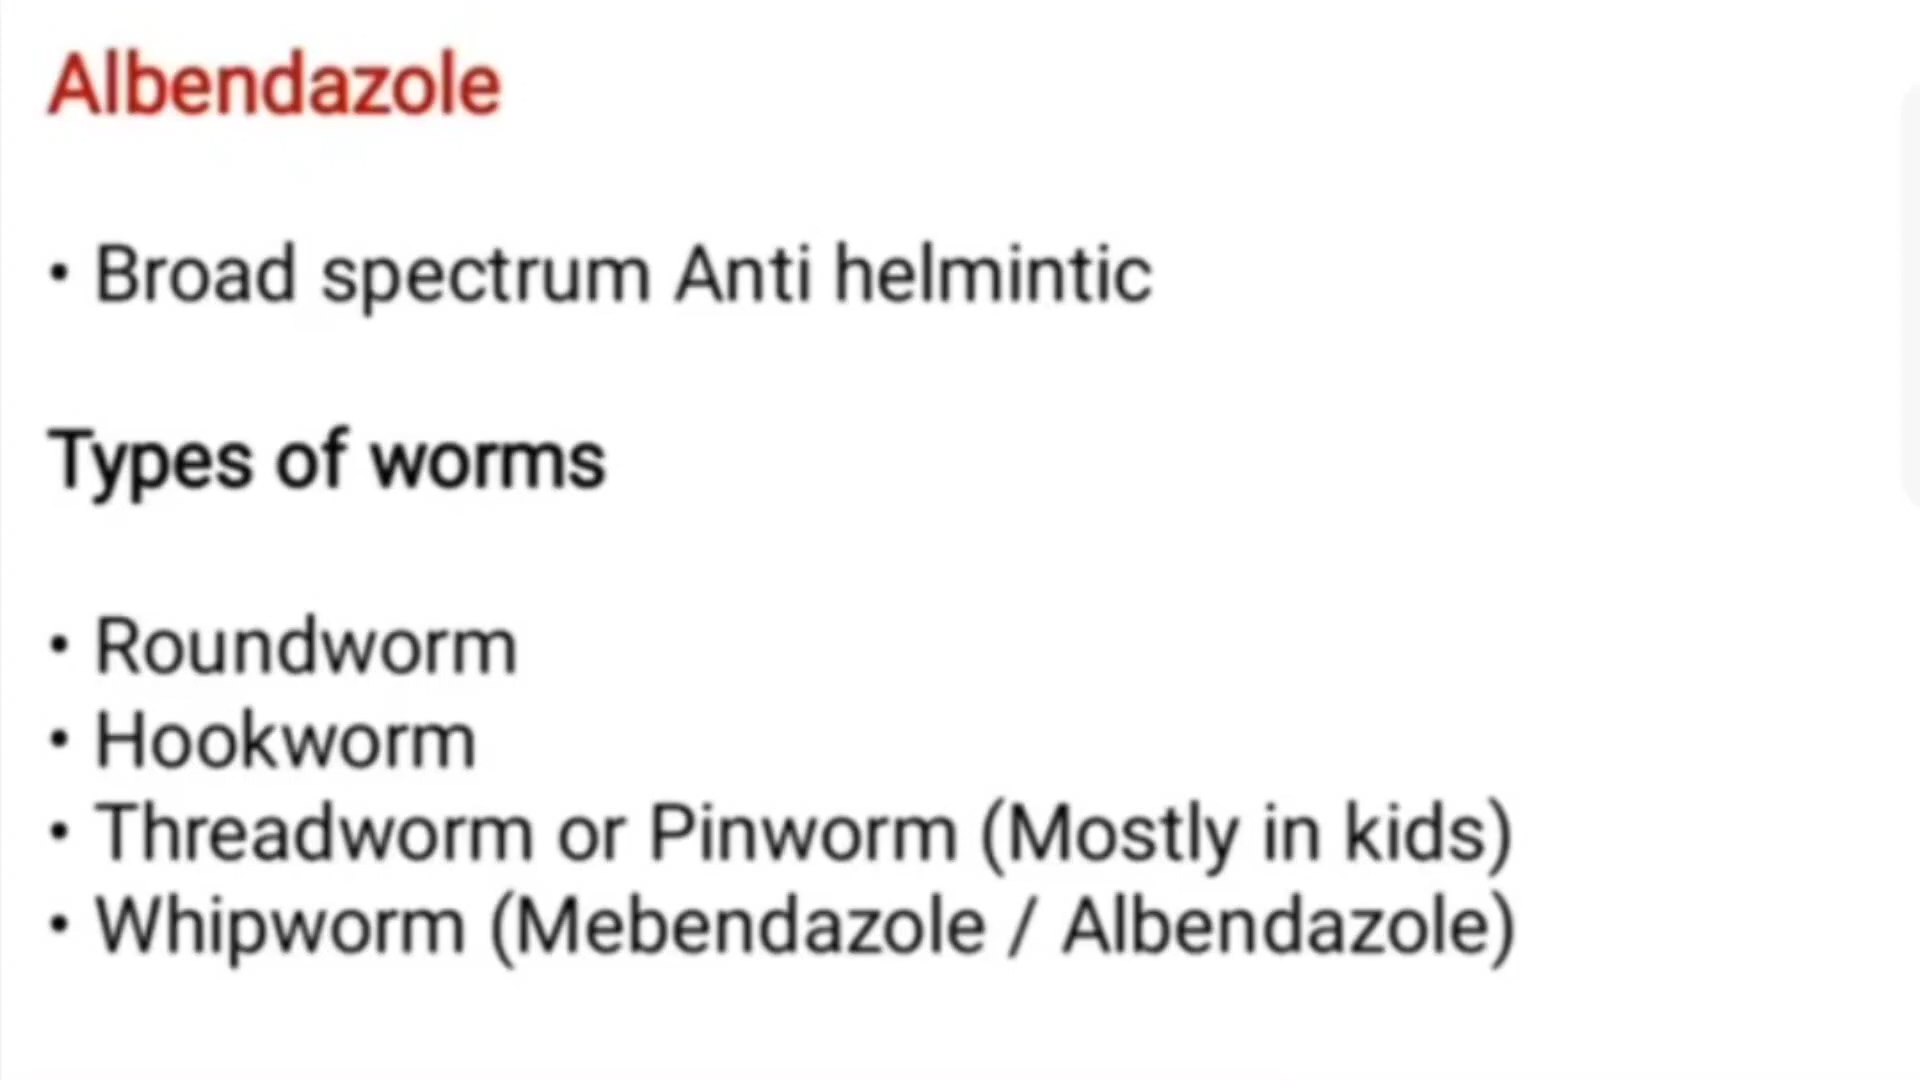 Albendazole
• Broad spectrum Anti helmintic
Types of worms
• Roundworm
• Hookworm
• Threadworm or Pinworm (Mostly in kids)
• Whipworm (Mebendazole / Albendazole)